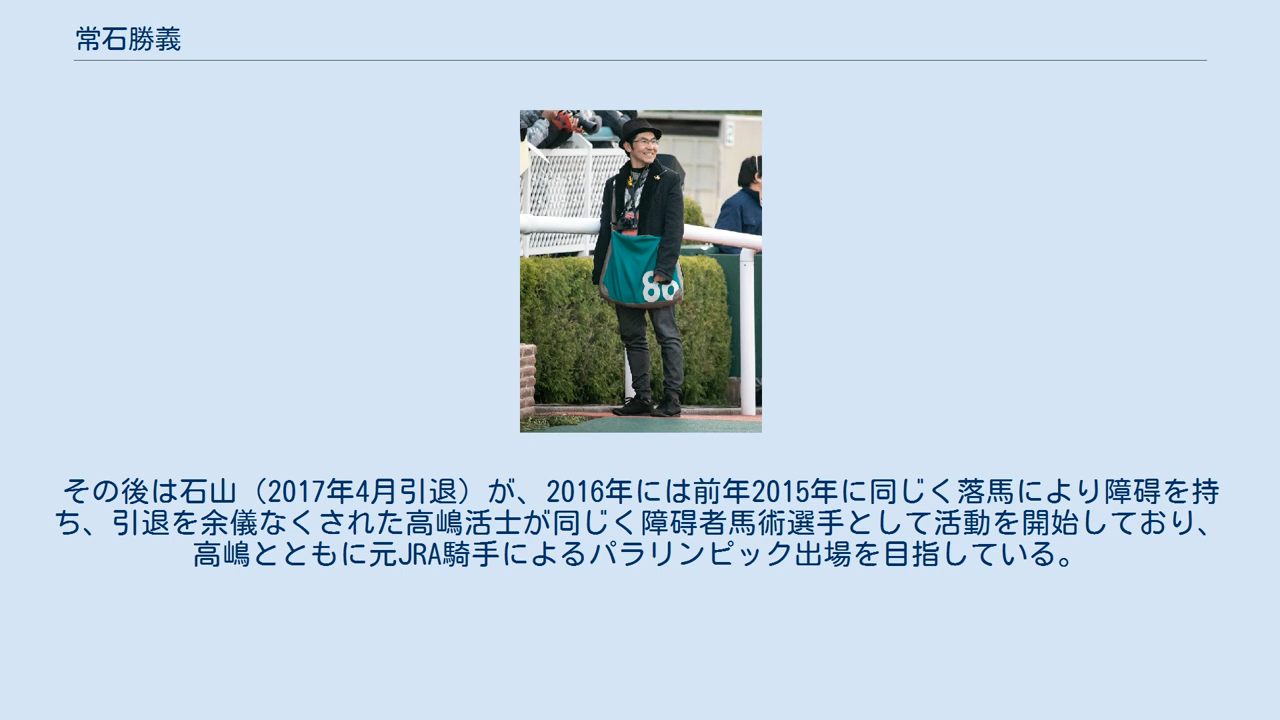 常石勝義
86
その後は石山（2017年4月引退）が、2016年には前年2015年に同じく落馬により障碍を持
ち、引退を余儀なくされた高嶋活士が同じく障碍者馬術選手として活動を開始しており、
高嶋とともに元JRA騎手によるパラリンピック出場を目指している。